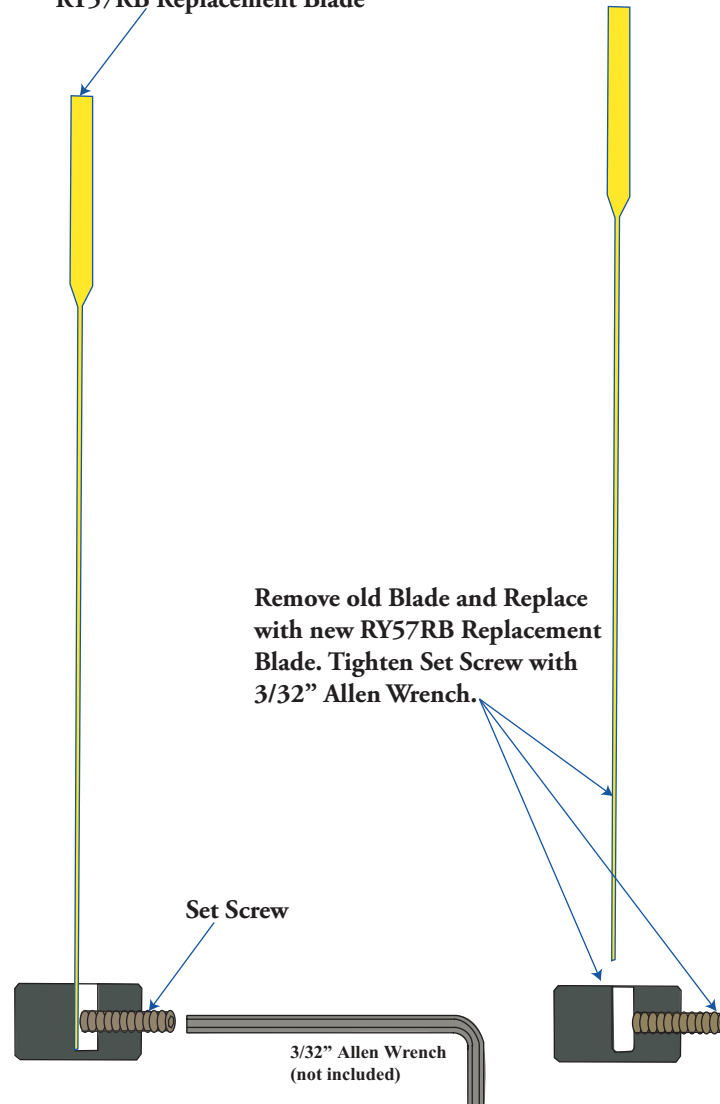 RY57RB Replacement Blade
Remove old Blade and Replace
with new RY57RB Replacement
Blade. Tighten Set Screw with
3/32” Allen Wrench.
Set Screw
3/32” Allen Wrench
(not included)